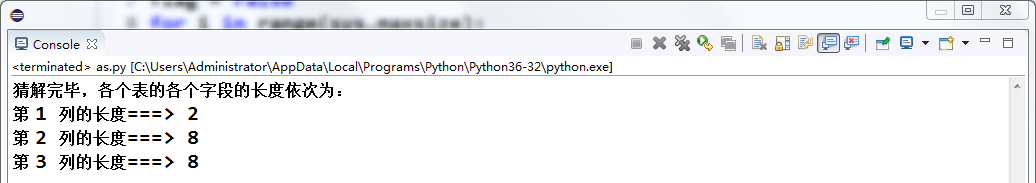 for i in range(sys.maxsize):
Console
<terminated> as.py [C:\Users\Administrator\AppData\Local\Programs\Python\Python36-32\python.exe]
猜解完毕，各个表的各个字段的长度依次为：
第 1 列的长度===> 2
第 2 列的长度===> 8
第 3 列的长度===> 8